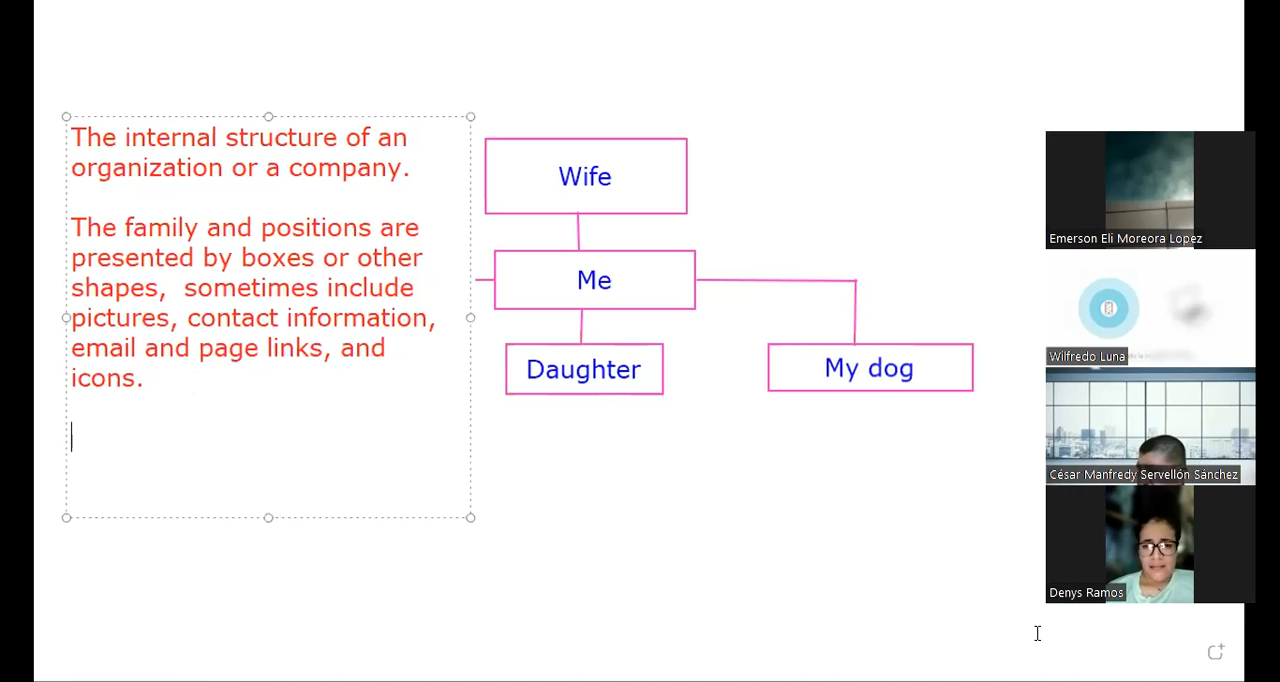 The internal structure of an
organization or a company.
The family and positions are
presented by boxes or other
shapes, sometimes include
pictures, contact information,
email and page links, and
icons.
Wife
Me
Daughter
My dog
Emerson Eli Moreora Lopez
Wilfredo Luna
César Manfredy Servellón Sánchez
Denys Ramos